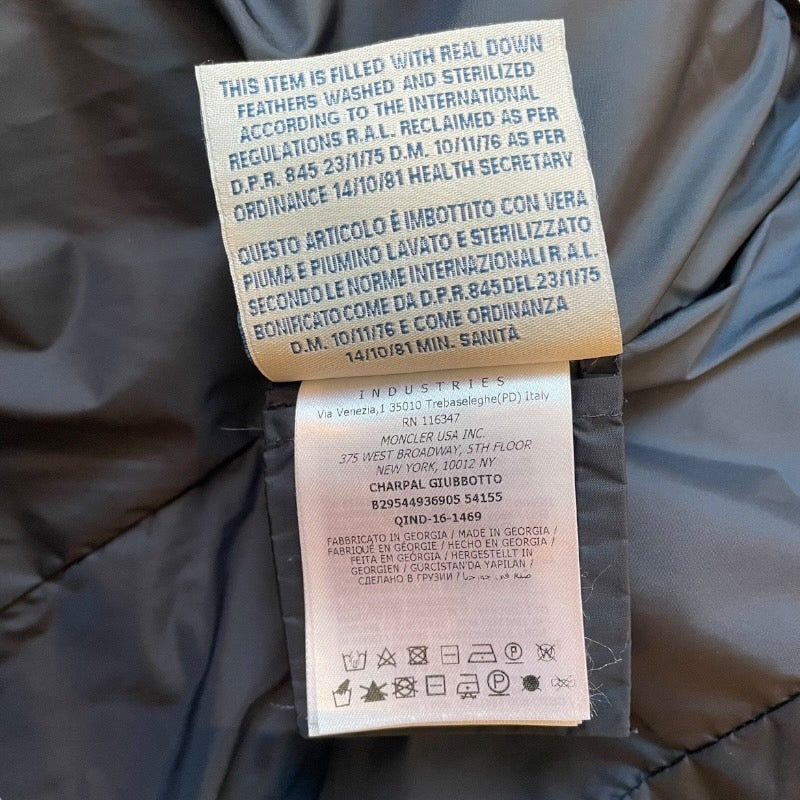 THIS ITEM IS FILLED WITH REAL DOWN
FEATHERS WASHED AND STERILIZED
ACCORDING TO THE INTERNATIONAL
REGULATIONS R.A.L. RECLAIMED AS PER
D.P.R. 845 23/1/75 D.M. 10/11/76 AS PER
ORDINANCE 14/10/81 HEALTH SECRETARY
QUESTO ARTICOLO È IMBOTTITO CON VERA
PIUMA E PIUMINO LAVATO E STERILIZZATO
SECONDO LE NORME INTERNAZIONALI R.A.L.
BONIFICATO COME DA D.P.R.845 DEL 23/1/75
D.M. 10/11/76 E COME ORDINANZA
14/10/81 MIN. SANITÀ
INDUSTRIES
Via Venezia,1 35010 Trebaseleghe(PD) Italy
RN 116347
MONCLER USA INC.
375 WEST BROADWAY, 5TH FLOOR
NEW YORK, 10012 NY
CHARPAL GIUBBOTTO
B29544936905 54155
QIND-16-1469
FABBRICATO IN GEORGIA / MADE IN GEORGIA /
FABRIQUÉ EN GÉORGIE / HECHO EN GEORGIA /
FEITA EM GEÓRGIA / HERGESTELLT IN
GEORGIEN / GÜRCİSTAN'DA YAPILAN /
СДЕЛАНО В ГРУЗИИ / صنع في جورجيا